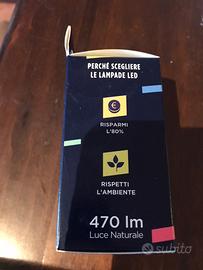 PERCHÉ SCEGLIERE
LE LAMPADE LED
RISPARMI
L'80%
RISPETTI
L'AMBIENTE
470 lm
Luce Naturale
subito